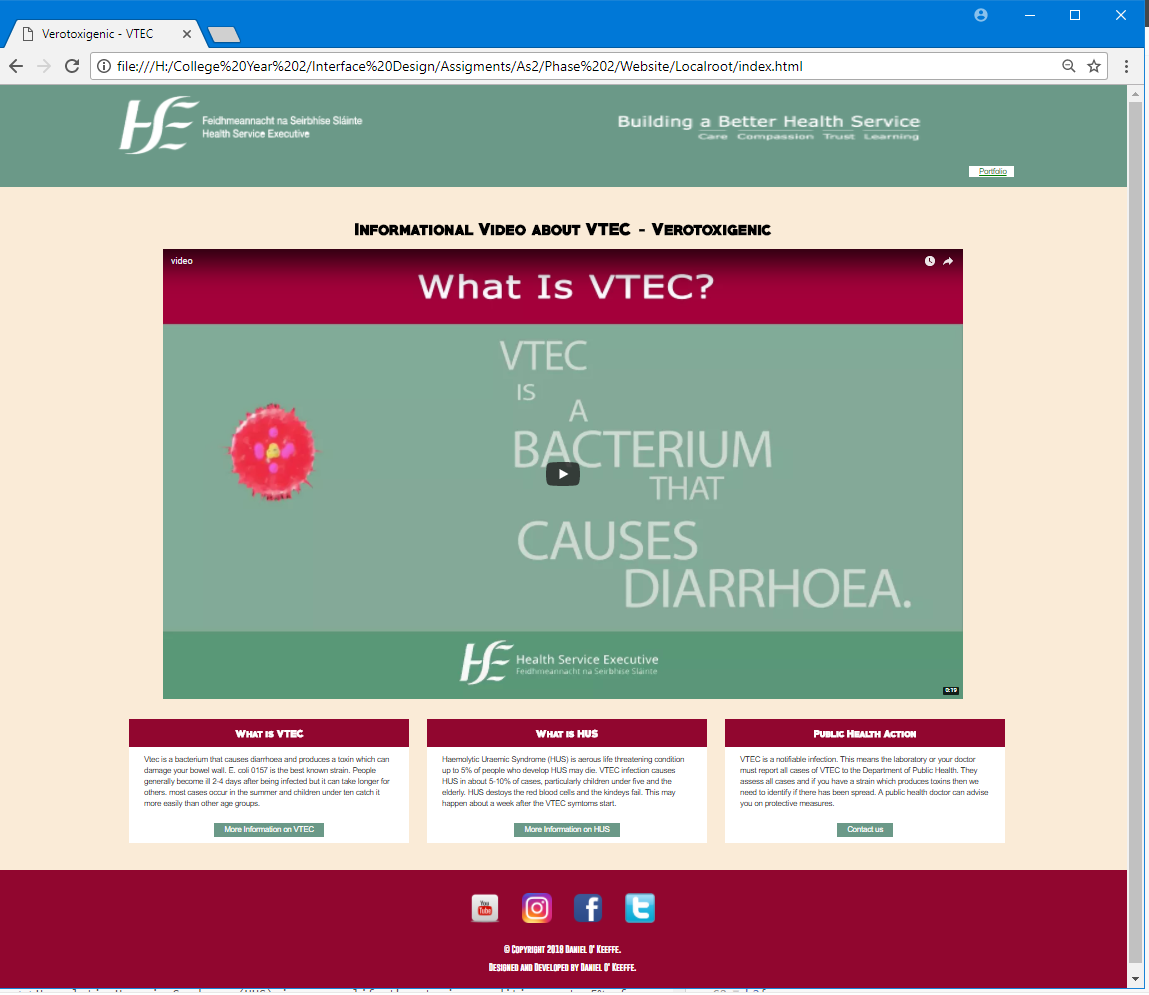 Verotoxigenic - VTEC
file:///H:/College%20Year%202/Interface%20Design/Assigments/As2/Phase%202/Website/Localroot/index.html
Feidhmeannacht na Seirbhíse Sláinte
Health Service Executive
Building a Better Health Service
Care Compassion Trust Learning
Portfolio
Informational Video about VTEC - Verotoxigenic
video
What Is VTEC?
VTEC
IS
A
BACTERIUM
THAT
CAUSES
DIARRHOEA.
Health Service Executive
Feidhmeannacht na Seirbhíse Sláinte
0:19
What is VTEC
Vtec is a bacterium that causes diarrhoea and produces a toxin which can
damage your bowel wall. E. coli 0157 is the best known strain. People
generally become ill 2-4 days after being infected but it can take longer for
others. most cases occur in the summer and children under ten catch it
more easily than other age groups.
More Information on VTEC
What is HUS
Haemolytic Uraemic Syndrome (HUS) is aerous life threatening condition
up to 5% of people who develop HUS may die. VTEC infection causes
HUS in about 5-10% of cases, particularly children under five and the
elderly. HUS destoys the red blood cells and the kindeys fail. This may
happen about a week after the VTEC symtoms start.
More Information on HUS
Public Health Action
VTEC is a notifiable infection. This means the laboratory or your doctor
must report all cases of VTEC to the Department of Public Health. They
assess all cases and if you have a strain which produces toxins then we
need to identify if there has been spread. A public health doctor can advise
you on protective measures.
Contact us
You
Tube
© Copyright 2018 Daniel O' Keeffe.
Designed and Developed by Daniel O' Keeffe.